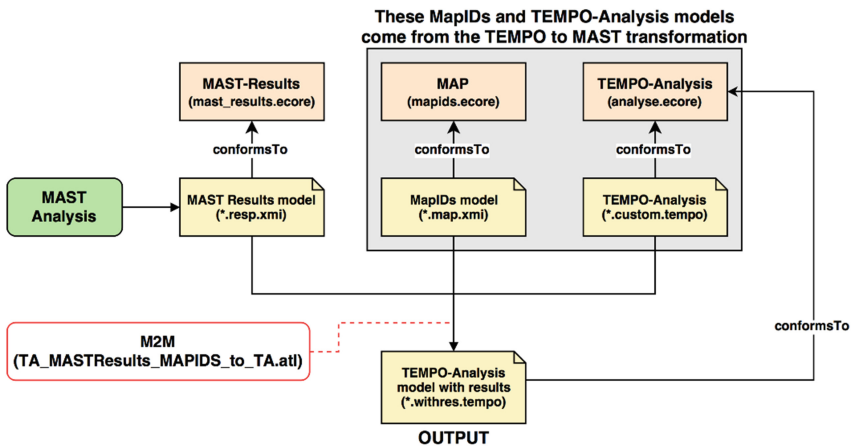 These MapIDs and TEMPO-Analysis models
come from the TEMPO to MAST transformation
MAST-Results
(mast_results.ecore)
MAP
(mapids.ecore)
TEMPO-Analysis
(analyse.ecore)
conformsTo
conformsTo
conformsTo
MAST
Analysis
MAST Results model
(*.resp.xmi)
MapIDs model
(*.map.xmi)
TEMPO-Analysis
(*.custom.tempo)
conformsTo
M2M
(TA_MASTResults_MAPIDS_to_TA.atl)
TEMPO-Analysis
model with results
(*.withres.tempo)
OUTPUT